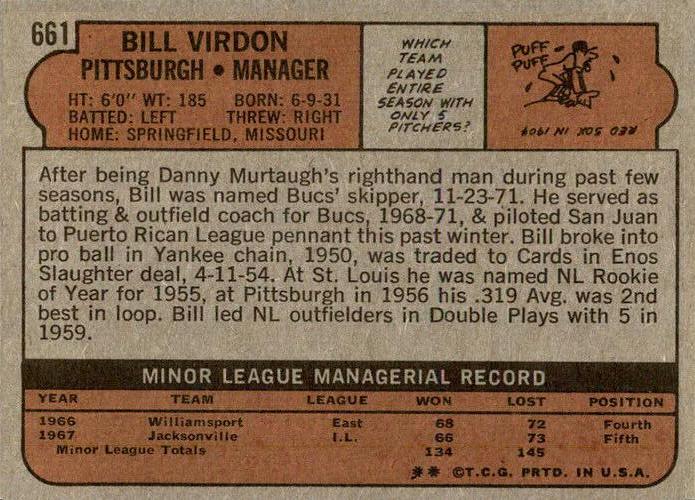 661
BILL VIRDON
PITTSBURGH • MANAGER
HT: 6'0" WT: 185 BORN: 6-9-31
BATTED: LEFT THREW: RIGHT
HOME: SPRINGFIELD, MISSOURI
WHICH
TEAM
PLAYED
ENTIRE
SEASON WITH
ONLY 5
PITCHERS?
PUFF
PUFF
RED SOX IN 1904
After being Danny Murtaugh's righthand man during past few
seasons, Bill was named Bucs' skipper, 11-23-71. He served as
batting & outfield coach for Bucs, 1968-71, & piloted San Juan
to Puerto Rican League pennant this past winter. Bill broke into
pro ball in Yankee chain, 1950, was traded to Cards in Enos
Slaughter deal, 4-11-54. At St. Louis he was named NL Rookie
of Year for 1955, at Pittsburgh in 1956 his .319 Avg. was 2nd
best in loop. Bill led NL outfielders in Double Plays with 5 in
1959.
MINOR LEAGUE MANAGERIAL RECORD
YEAR TEAM LEAGUE WON LOST POSITION
1966 Williamsport East 68 72 Fourth
1967 Jacksonville I.L. 66 73 Fifth
Minor League Totals 134 145
** ©T.C.G. PRTD. IN U.S.A.